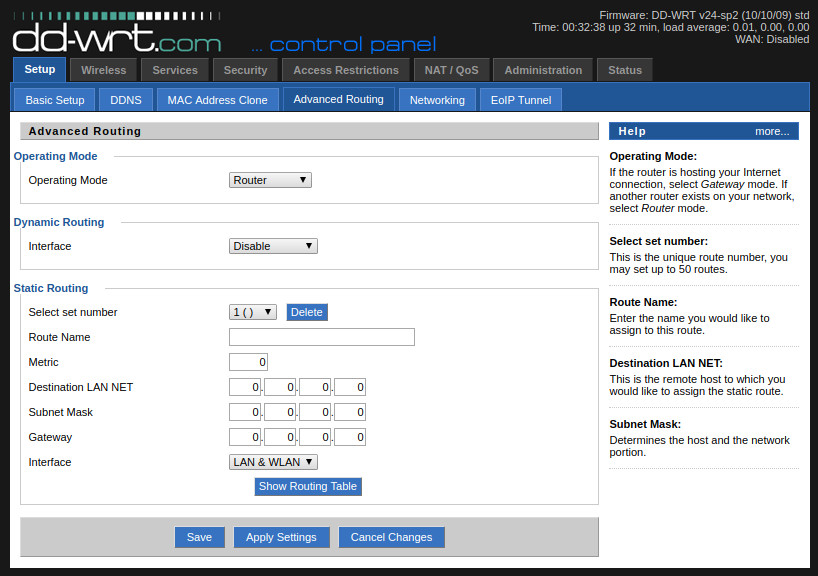 dd-wrt.com ... control panel
Firmware: DD-WRT v24-sp2 (10/10/09) std
Time: 00:32:38 up 32 min, load average: 0.01, 0.00, 0.00
WAN: Disabled
Setup Wireless Services Security Access Restrictions NAT / QoS Administration Status
Basic Setup DDNS MAC Address Clone Advanced Routing Networking EoIP Tunnel
Advanced Routing
Operating Mode
Operating Mode Router
Dynamic Routing
Interface Disable
Static Routing
Select set number 1 ( ) Delete
Route Name
Metric 0
Destination LAN NET 0. 0. 0. 0
Subnet Mask 0. 0. 0. 0
Gateway 0. 0. 0. 0
Interface LAN & WLAN
Show Routing Table
Save Apply Settings Cancel Changes
Help more...
Operating Mode:
If the router is hosting your Internet
connection, select Gateway mode. If
another router exists on your network,
select Router mode.
Select set number:
This is the unique route number, you
may set up to 50 routes.
Route Name:
Enter the name you would like to
assign to this route.
Destination LAN NET:
This is the remote host to which you
would like to assign the static route.
Subnet Mask:
Determines the host and the network
portion.